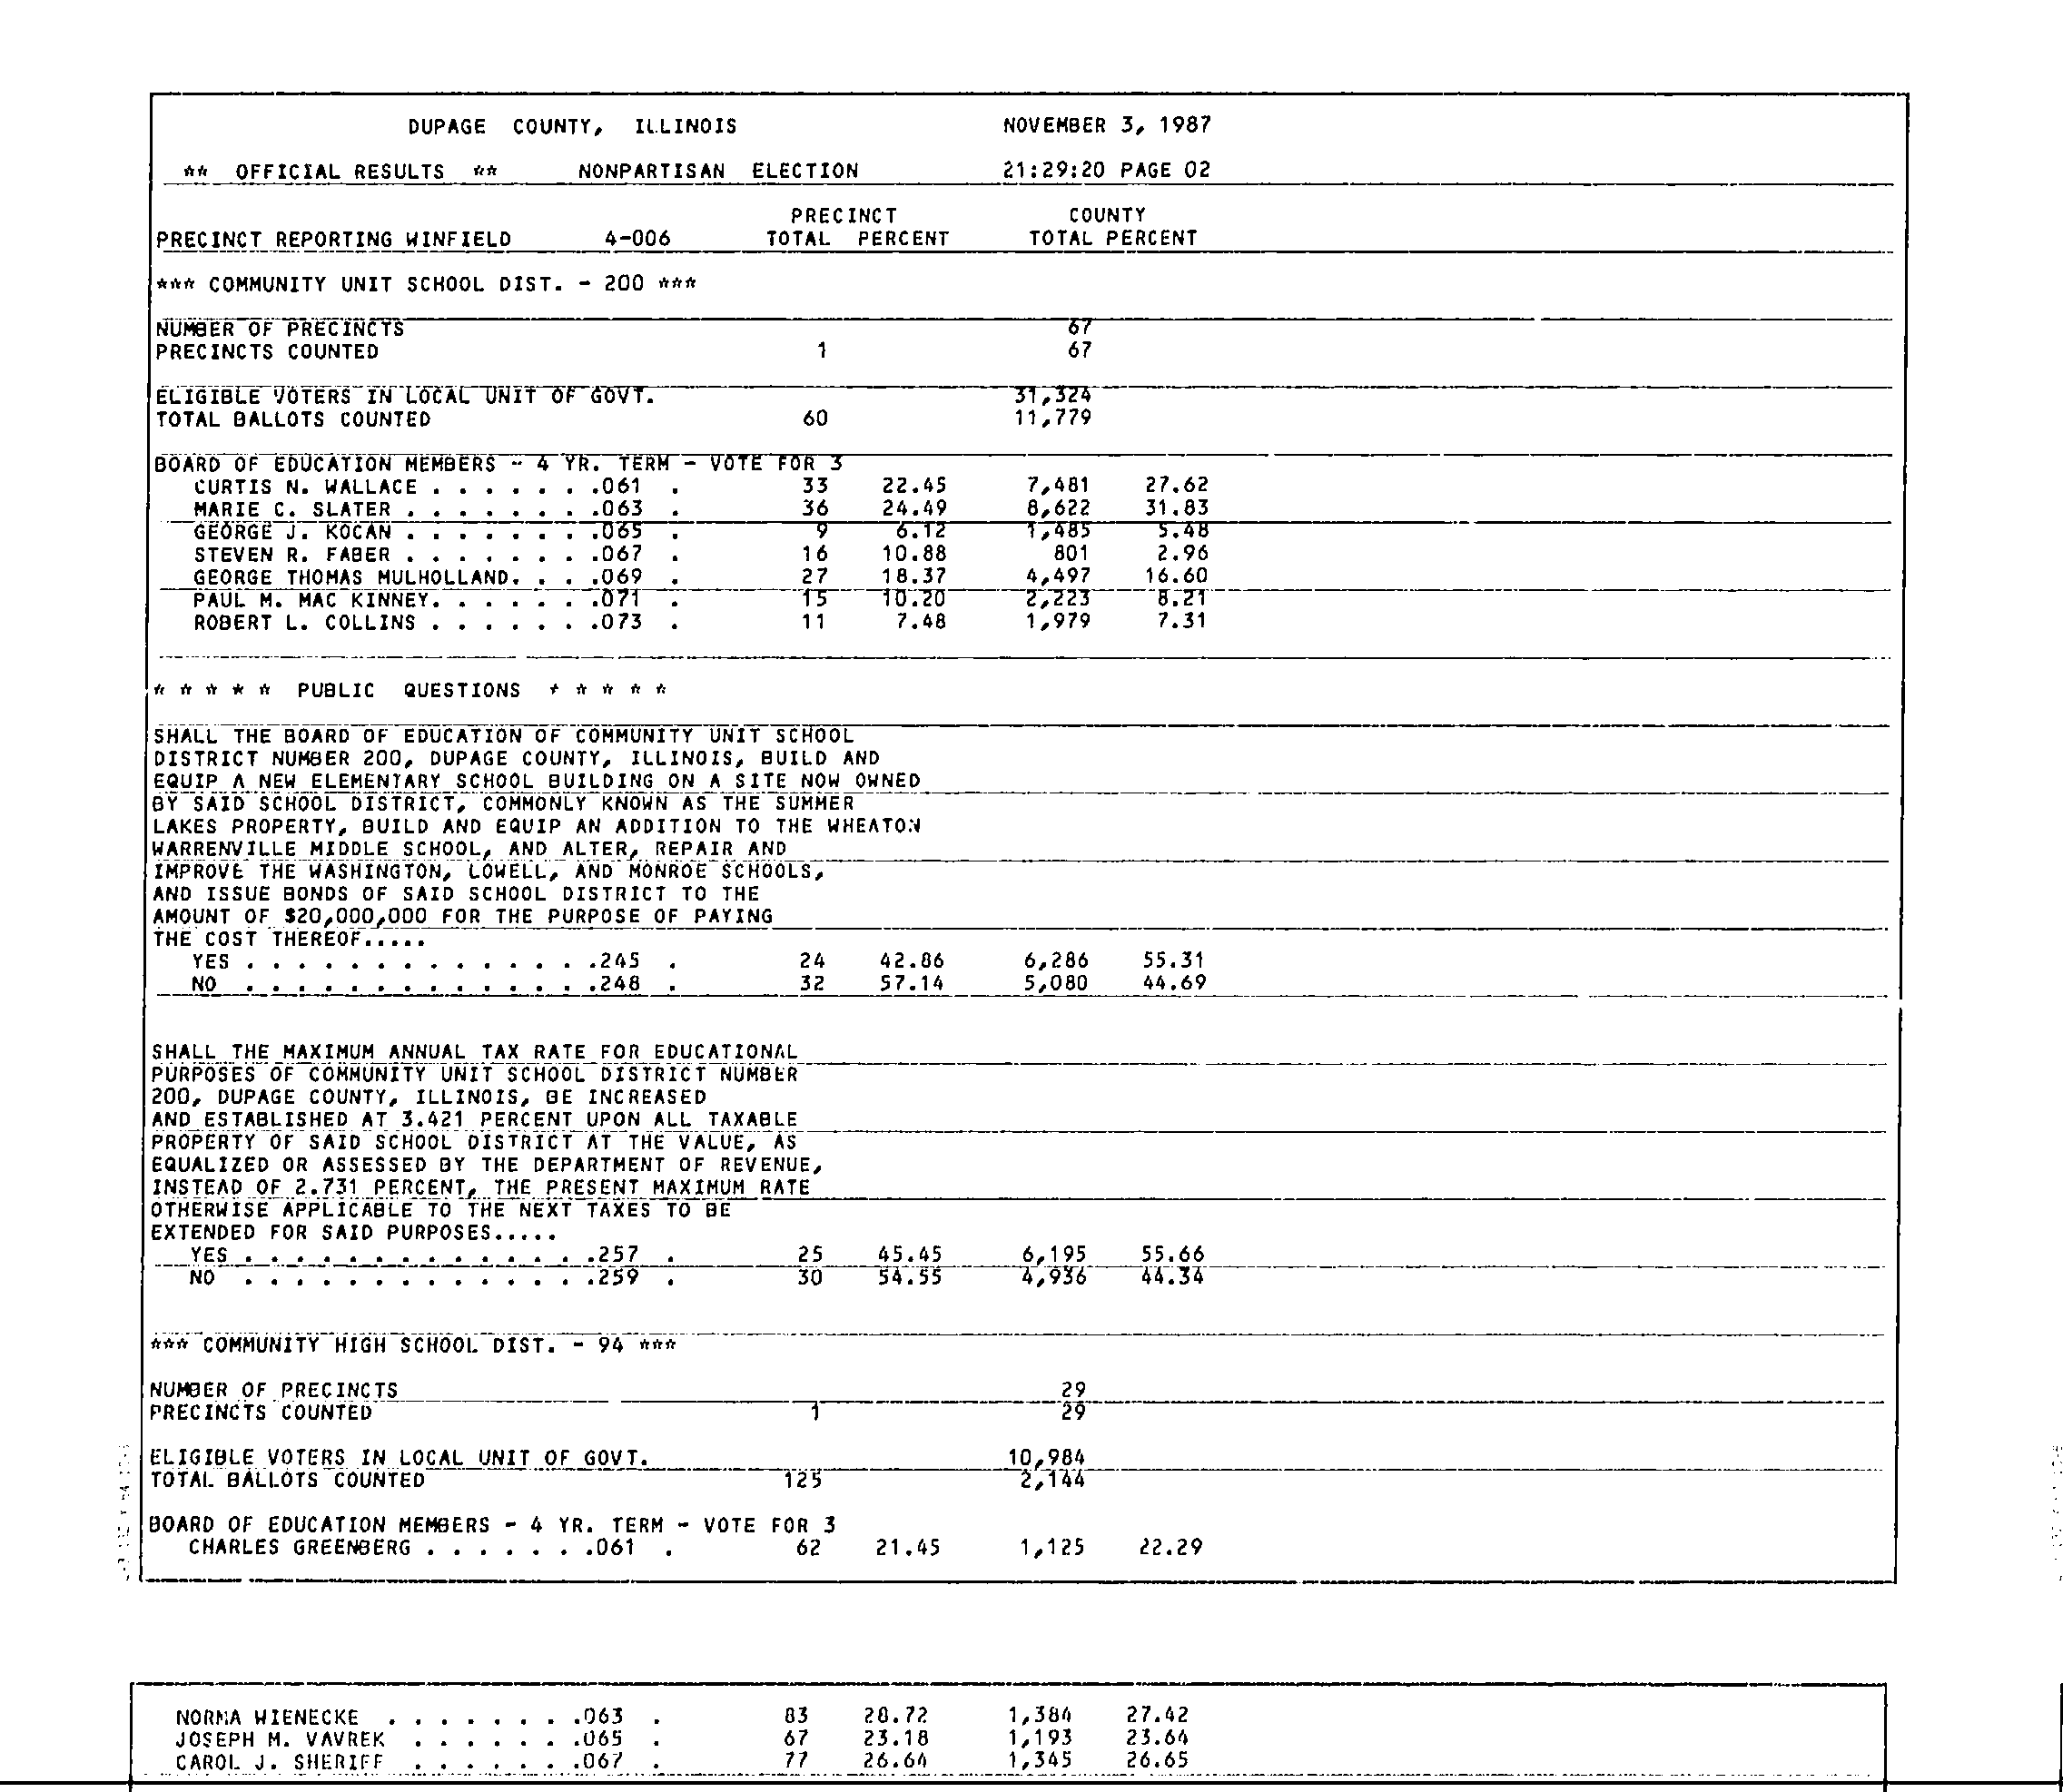 DUPAGE COUNTY, ILLINOIS NOVEMBER 3, 1987
** OFFICIAL RESULTS ** NONPARTISAN ELECTION 21:29:20 PAGE 02
PRECINCT COUNTY
PRECINCT REPORTING WINFIELD 4-006 TOTAL PERCENT TOTAL PERCENT
*** COMMUNITY UNIT SCHOOL DIST. - 200 ***
NUMBER OF PRECINCTS 67
PRECINCTS COUNTED 1 67
ELIGIBLE VOTERS IN LOCAL UNIT OF GOVT. 31,324
TOTAL BALLOTS COUNTED 60 11,779
BOARD OF EDUCATION MEMBERS - 4 YR. TERM - VOTE FOR 3
CURTIS N. WALLACE . . . . . . .061 . 33 22.45 7,481 27.62
MARIE C. SLATER . . . . . . . .063 . 36 24.49 8,622 31.83
GEORGE J. KOCAN . . . . . . . .065 . 9 6.12 1,485 5.48
STEVEN R. FABER . . . . . . . .067 . 16 10.88 801 2.96
GEORGE THOMAS MULHOLLAND. . . .069 . 27 18.37 4,497 16.60
PAUL M. MAC KINNEY. . . . . . .071 . 15 10.20 2,223 8.21
ROBERT L. COLLINS . . . . . . .073 . 11 7.48 1,979 7.31
* * * * * PUBLIC QUESTIONS * * * * *
SHALL THE BOARD OF EDUCATION OF COMMUNITY UNIT SCHOOL
DISTRICT NUMBER 200, DUPAGE COUNTY, ILLINOIS, BUILD AND
EQUIP A NEW ELEMENTARY SCHOOL BUILDING ON A SITE NOW OWNED
BY SAID SCHOOL DISTRICT, COMMONLY KNOWN AS THE SUMMER
LAKES PROPERTY, BUILD AND EQUIP AN ADDITION TO THE WHEATON
WARRENVILLE MIDDLE SCHOOL, AND ALTER, REPAIR AND
IMPROVE THE WASHINGTON, LOWELL, AND MONROE SCHOOLS,
AND ISSUE BONDS OF SAID SCHOOL DISTRICT TO THE
AMOUNT OF $20,000,000 FOR THE PURPOSE OF PAYING
THE COST THEREOF.....
YES . . . . . . . . . . . . . .245 . 24 42.86 6,286 55.31
NO . . . . . . . . . . . . . .248 . 32 57.14 5,080 44.69
SHALL THE MAXIMUM ANNUAL TAX RATE FOR EDUCATIONAL
PURPOSES OF COMMUNITY UNIT SCHOOL DISTRICT NUMBER
200, DUPAGE COUNTY, ILLINOIS, BE INCREASED
AND ESTABLISHED AT 3.421 PERCENT UPON ALL TAXABLE
PROPERTY OF SAID SCHOOL DISTRICT AT THE VALUE, AS
EQUALIZED OR ASSESSED BY THE DEPARTMENT OF REVENUE,
INSTEAD OF 2.731 PERCENT, THE PRESENT MAXIMUM RATE
OTHERWISE APPLICABLE TO THE NEXT TAXES TO BE
EXTENDED FOR SAID PURPOSES.....
YES . . . . . . . . . . . . . .257 . 25 45.45 6,195 55.66
NO . . . . . . . . . . . . . .259 . 30 54.55 4,936 44.34
*** COMMUNITY HIGH SCHOOL DIST. - 94 ***
NUMBER OF PRECINCTS 29
PRECINCTS COUNTED 1 29
ELIGIBLE VOTERS IN LOCAL UNIT OF GOVT. 10,984
TOTAL BALLOTS COUNTED 125 2,144
BOARD OF EDUCATION MEMBERS - 4 YR. TERM - VOTE FOR 3
CHARLES GREENBERG . . . . . . .061 . 62 21.45 1,125 22.29
NORMA WIENECKE . . . . . . . .063 . 83 28.72 1,384 27.42
JOSEPH M. VAVREK . . . . . . .065 . 67 23.18 1,193 23.64
CAROL J. SHERIFF . . . . . . .067 . 77 26.64 1,345 26.65